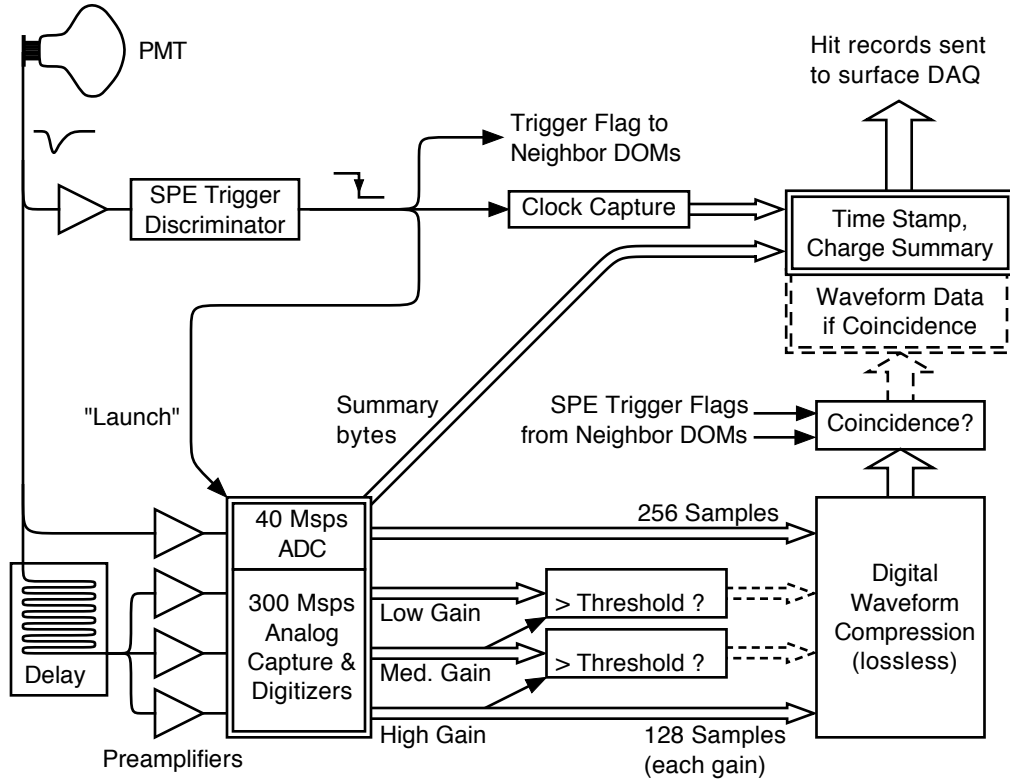 PMT
Hit records sent
to surface DAQ
Trigger Flag to
Neighbor DOMs
SPE Trigger
Discriminator
Clock Capture
Time Stamp,
Charge Summary
Waveform Data
if Coincidence
"Launch"
Summary
bytes
SPE Trigger Flags
from Neighbor DOMs
Coincidence?
40 Msps
ADC
256 Samples
300 Msps
Analog
Capture &
Digitizers
Low Gain
> Threshold ?
Med. Gain
> Threshold ?
High Gain
128 Samples
(each gain)
Digital
Waveform
Compression
(lossless)
Delay
Preamplifiers